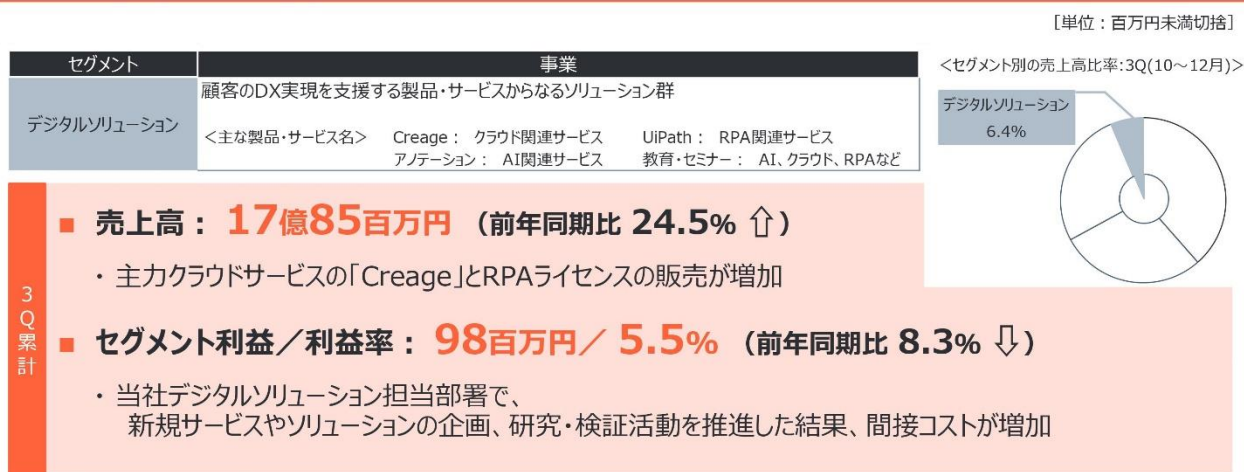 ［単位：百万円未満切捨］
セグメント 事業
デジタルソリューション
顧客のDX実現を支援する製品・サービスからなるソリューション群
＜主な製品・サービス名＞ Creage： クラウド関連サービス UiPath： RPA関連サービス
アノテーション： AI関連サービス 教育・セミナー： AI、クラウド、RPAなど
＜セグメント別の売上高比率:3Q(10～12月)＞
デジタルソリューション
6.4%
3Q累計
■ 売上高： 17億85百万円 （前年同期比 24.5% ⇧）
・主力クラウドサービスの「Creage」とRPAライセンスの販売が増加
■ セグメント利益／利益率： 98百万円／ 5.5% （前年同期比 8.3% ⇩）
・当社デジタルソリューション担当部署で、
新規サービスやソリューションの企画、研究・検証活動を推進した結果、間接コストが増加